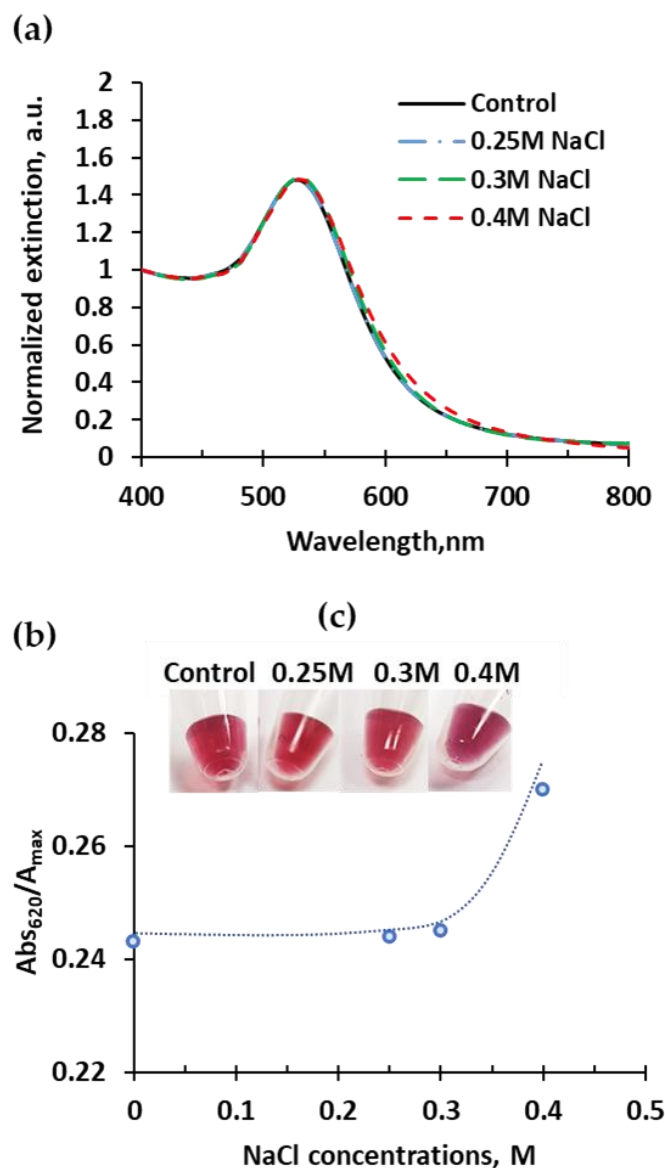 (a)
2
1.8
1.6
1.4
1.2
1
0.8
0.6
0.4
0.2
0
Normalized extinction, a.u.
Control
0.25M NaCl
0.3M NaCl
0.4M NaCl
400 500 600 700 800
Wavelength,nm
(c)
(b)
Control 0.25M 0.3M 0.4M
0.28
0.26
0.24
0.22
Abs620/Amax
0 0.1 0.2 0.3 0.4 0.5
NaCl concentrations, M